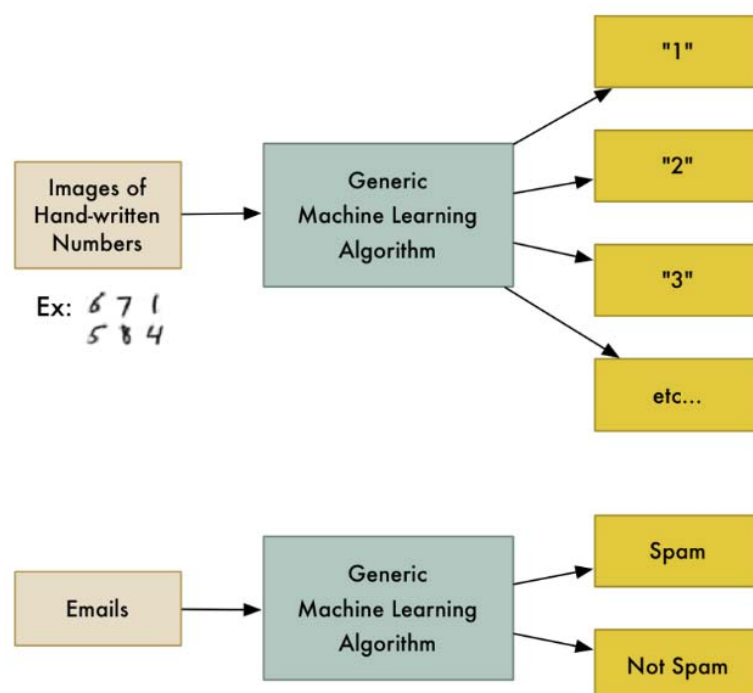 "1"
"2"
"3"
etc...
Images of
Hand-written
Numbers
Generic
Machine Learning
Algorithm
Ex: 6 7 1
5 8 4
Emails
Generic
Machine Learning
Algorithm
Spam
Not Spam